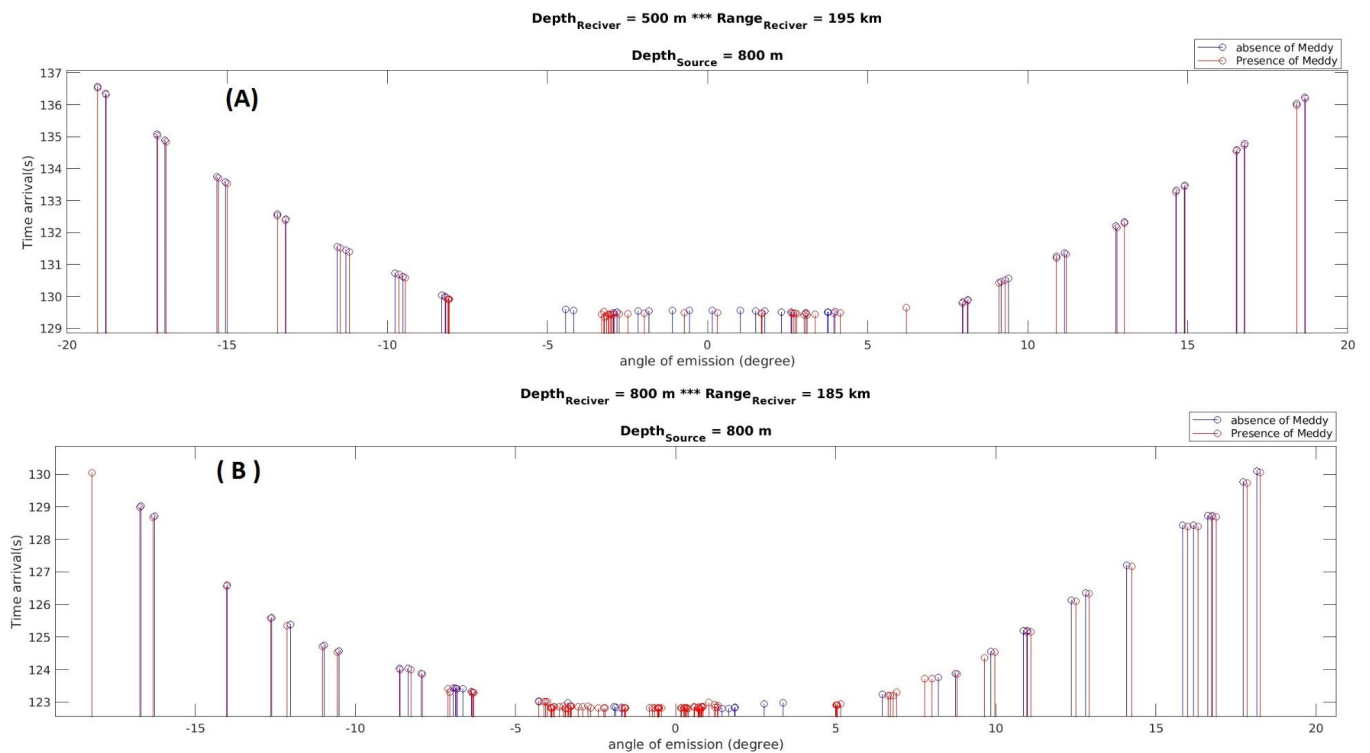 Depth_Reciver = 500 m *** Range_Reciver = 195 km
Depth_Source = 800 m
absence of Meddy
Presence of Meddy
(A)
137
136
135
134
133
132
131
130
129
Time arrival(s)
-20 -15 -10 -5 0 5 10 15 20
angle of emission (degree)
Depth_Reciver = 800 m *** Range_Reciver = 185 km
Depth_Source = 800 m
absence of Meddy
Presence of Meddy
( B )
130
129
128
127
126
125
124
123
Time arrival(s)
-15 -10 -5 0 5 10 15 20
angle of emission (degree)